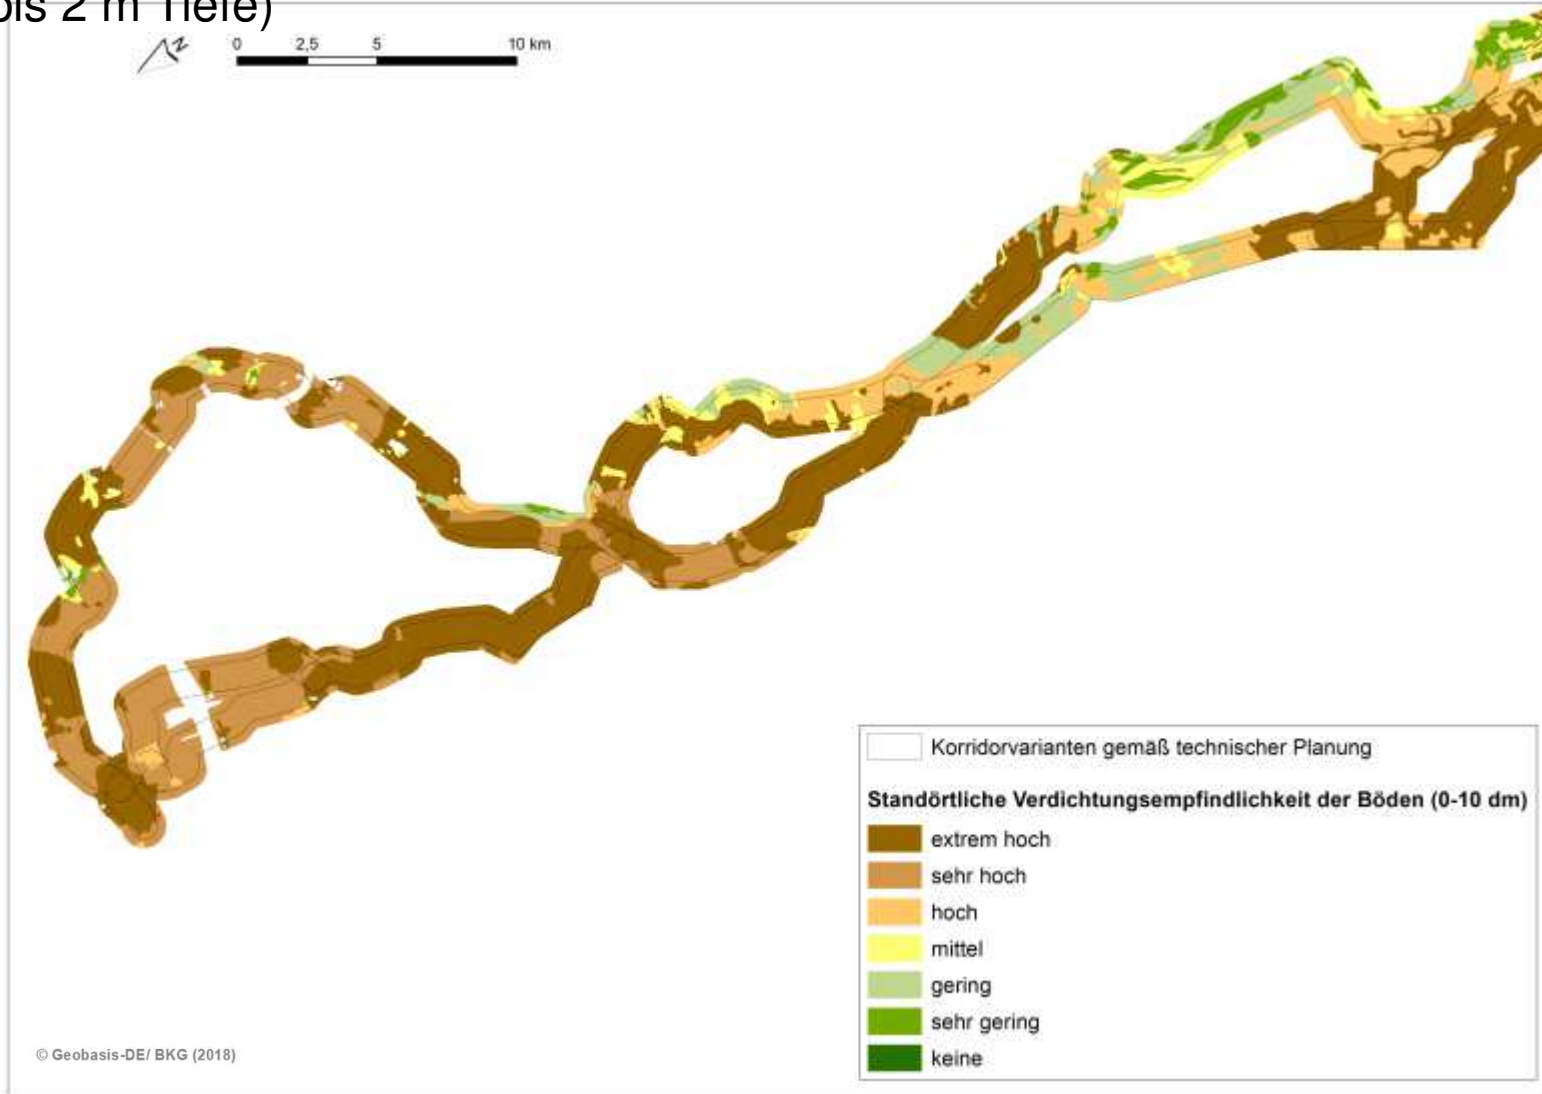 bis 2 m Tiefe)
N
0 2,5 5 10 km
Korridorvarianten gemäß technischer Planung
Standörtliche Verdichtungsempfindlichkeit der Böden (0-10 dm)
extrem hoch
sehr hoch
hoch
mittel
gering
sehr gering
keine
© Geobasis-DE/ BKG (2018)